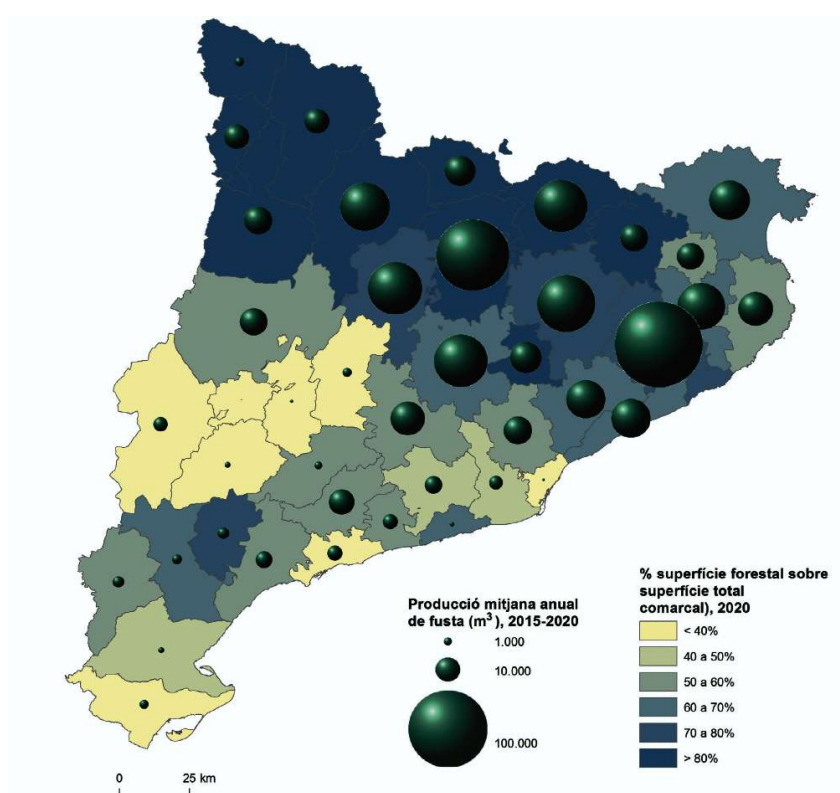 Producció mitjana anual
de fusta (m³), 2015-2020
1.000
10.000
100.000
% superfície forestal sobre
superfície total
comarcal), 2020
< 40%
40 a 50%
50 a 60%
60 a 70%
70 a 80%
> 80%
0 25 km